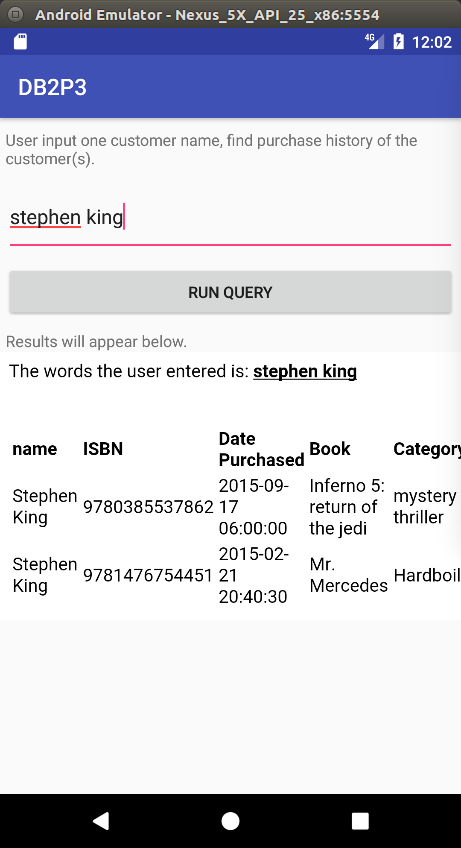 Android Emulator - Nexus_5X_API_25_x86:5554
4G 12:02
DB2P3
User input one customer name, find purchase history of the
customer(s).
stephen king
RUN QUERY
Results will appear below.
The words the user entered is: stephen king
name ISBN Date Purchased Book Category
Stephen King 9780385537862 2015-09-17 06:00:00 Inferno 5: return of the jedi mystery thriller
Stephen King 9781476754451 2015-02-21 20:40:30 Mr. Mercedes Hardboil